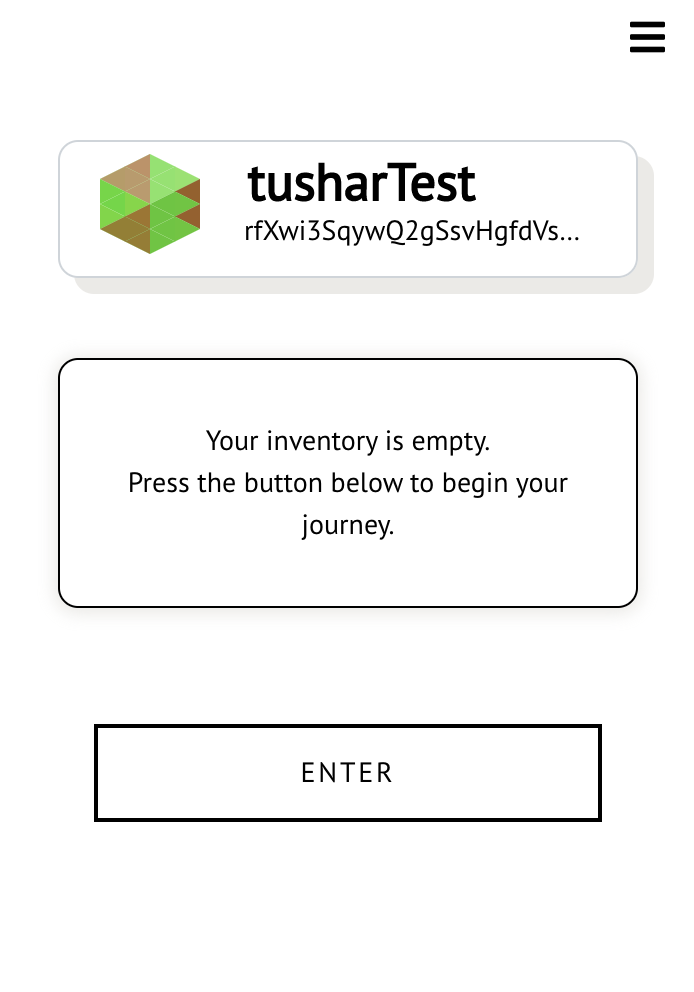 tusharTest
rfXwi3SqywQ2gSsvHgfdVs...
Your inventory is empty.
Press the button below to begin your
journey.
ENTER